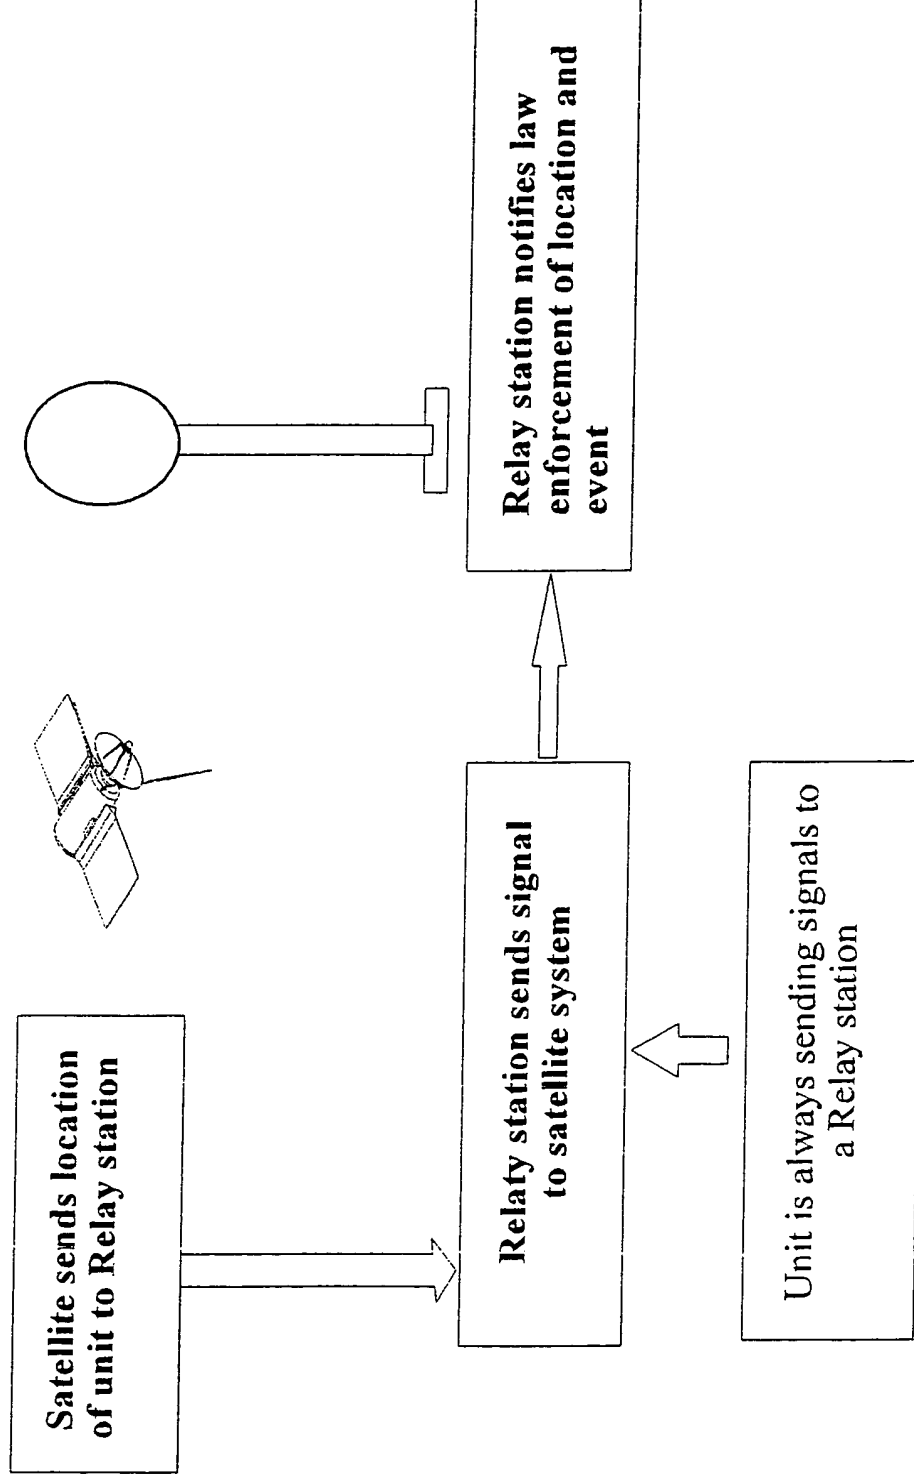 Satellite sends location
of unit to Relay station
Relaty station sends signal
to satellite system
Relay station notifies law
enforcement of location and
event
Unit is always sending signals to
a Relay station